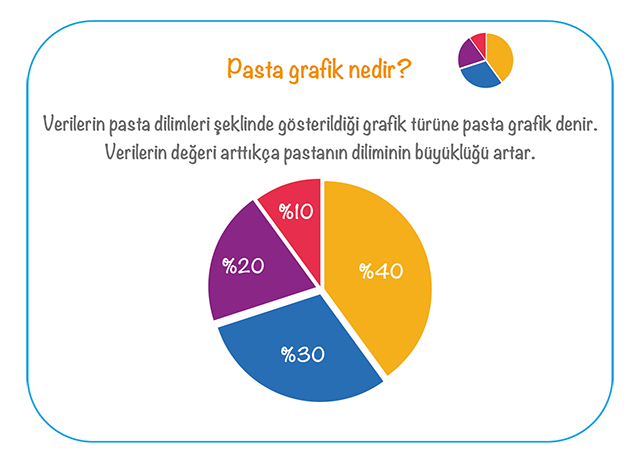 Pasta grafik nedir?
Verilerin pasta dilimleri şeklinde gösterildiği grafik türüne pasta grafik denir.
Verilerin değeri arttıkça pastanın diliminin büyüklüğü artar.
%10
%40
%20
%30